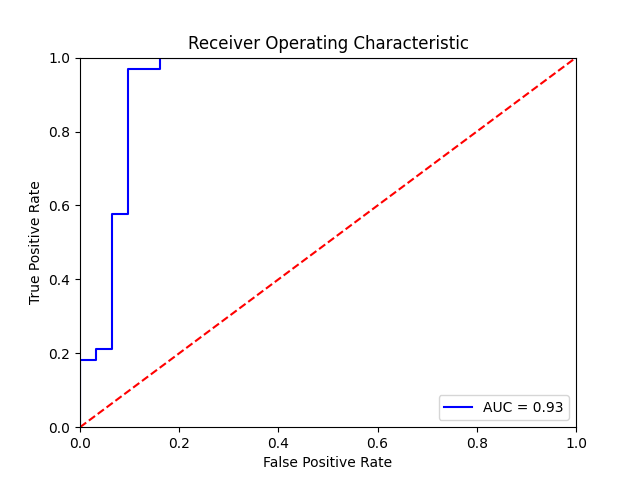 Receiver Operating Characteristic
1.0
0.8
0.6
0.4
0.2
0.0
True Positive Rate
AUC = 0.93
0.0 0.2 0.4 0.6 0.8 1.0
False Positive Rate